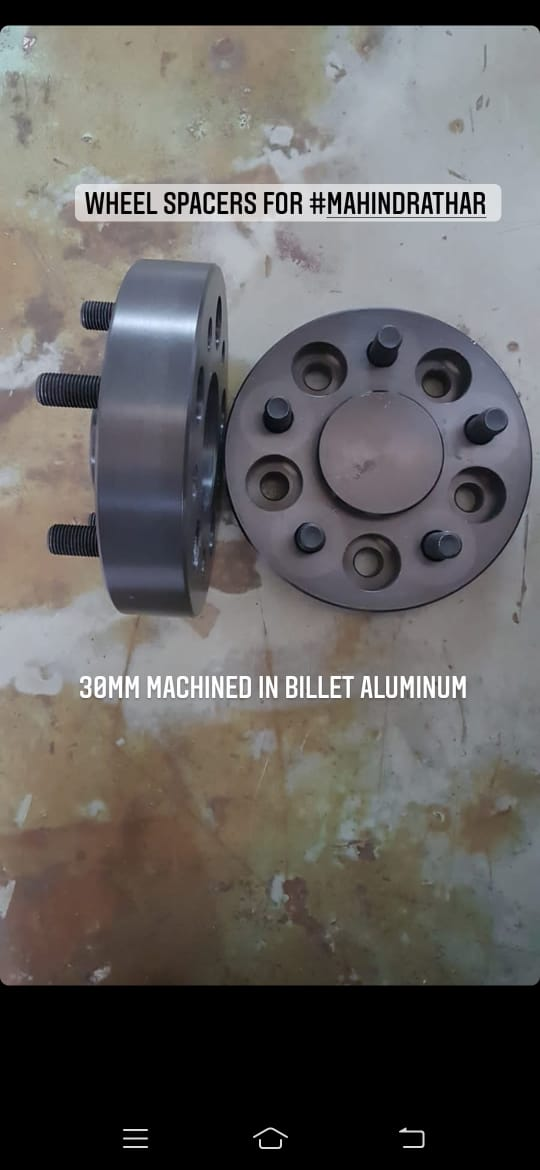 WHEEL SPACERS FOR #MAHINDRATHAR
30MM MACHINED IN BILLET ALUMINUM